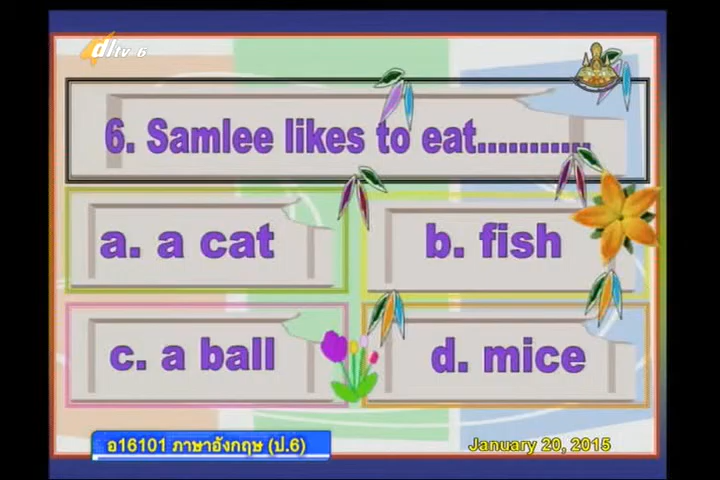 dltv 6
6. Samlee likes to eat...........
a. a cat
b. fish
c. a ball
d. mice
อ16101 ภาษาอังกฤษ (ป.6)
January 20, 2015